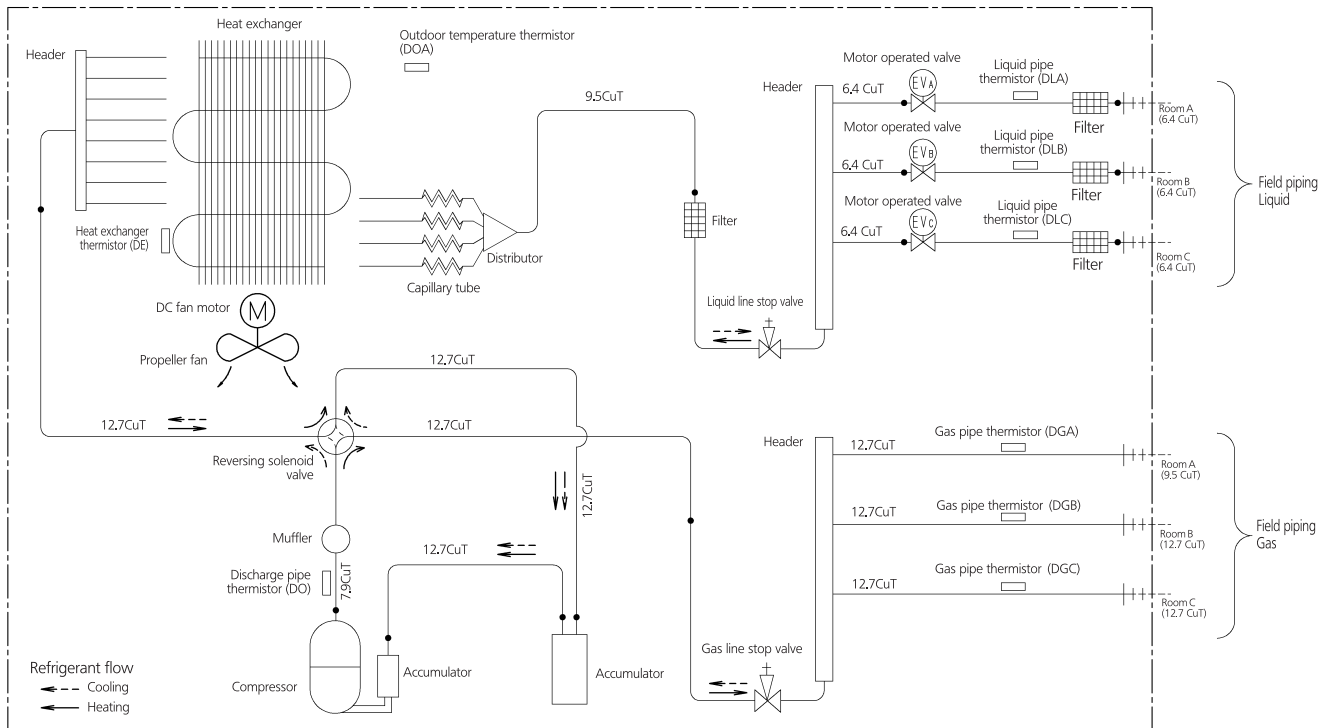 Heat exchanger
Header
Outdoor temperature thermistor
(DOA)
9.5CuT
Heat exchanger
thermistor (DE)
Capillary tube
Distributor
Filter
DC fan motor
M
Propeller fan
Liquid line stop valve
Header
Motor operated valve
6.4 CuT
EVA
Liquid pipe
thermistor (DLA)
Filter
Room A
(6.4 CuT)
Motor operated valve
6.4 CuT
EVB
Liquid pipe
thermistor (DLB)
Filter
Room B
(6.4 CuT)
Motor operated valve
6.4 CuT
EVC
Liquid pipe
thermistor (DLC)
Filter
Room C
(6.4 CuT)
Field piping
Liquid
12.7CuT
12.7CuT
12.7CuT
Reversing solenoid
valve
12.7CuT
Muffler
12.7CuT
Discharge pipe
thermistor (DO)
7.9CuT
Compressor
Accumulator
Accumulator
Gas line stop valve
Header
12.7CuT
Gas pipe thermistor (DGA)
Room A
(9.5 CuT)
12.7CuT
Gas pipe thermistor (DGB)
Room B
(12.7 CuT)
12.7CuT
Gas pipe thermistor (DGC)
Room C
(12.7 CuT)
Field piping
Gas
Refrigerant flow
Cooling
Heating